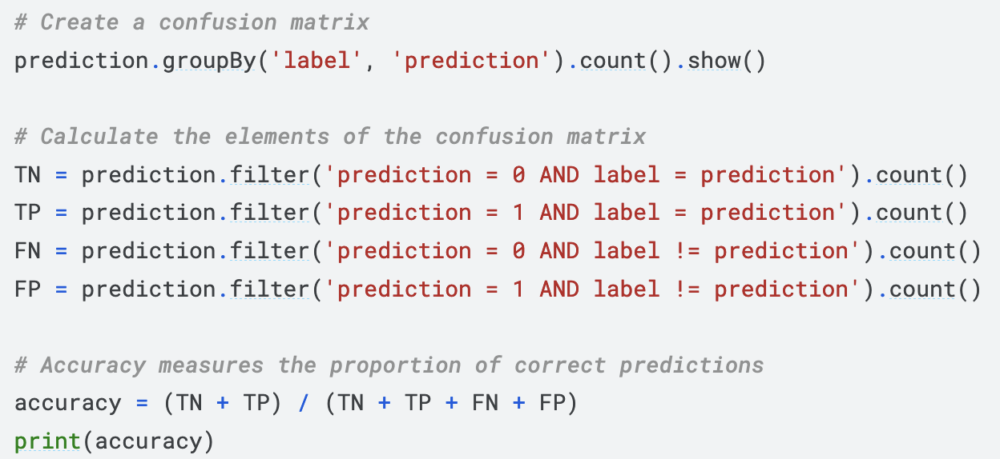 # Create a confusion matrix
prediction.groupBy('label', 'prediction').count().show()
# Calculate the elements of the confusion matrix
TN = prediction.filter('prediction = 0 AND label = prediction').count()
TP = prediction.filter('prediction = 1 AND label = prediction').count()
FN = prediction.filter('prediction = 0 AND label != prediction').count()
FP = prediction.filter('prediction = 1 AND label != prediction').count()
# Accuracy measures the proportion of correct predictions
accuracy = (TN + TP) / (TN + TP + FN + FP)
print(accuracy)